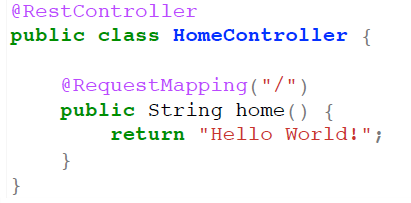 @RestController
public class HomeController {
@RequestMapping("/")
public String home() {
return "Hello World!";
}
}